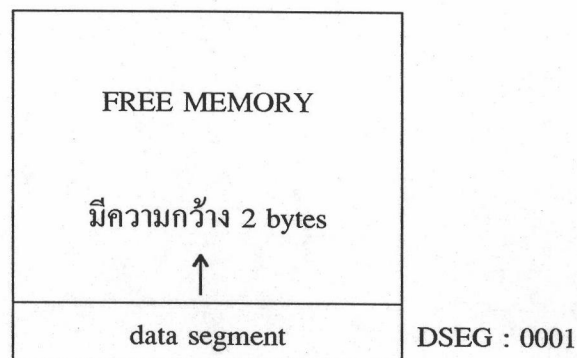 FREE MEMORY
มีความกว้าง 2 bytes
data segment
DSEG : 0001